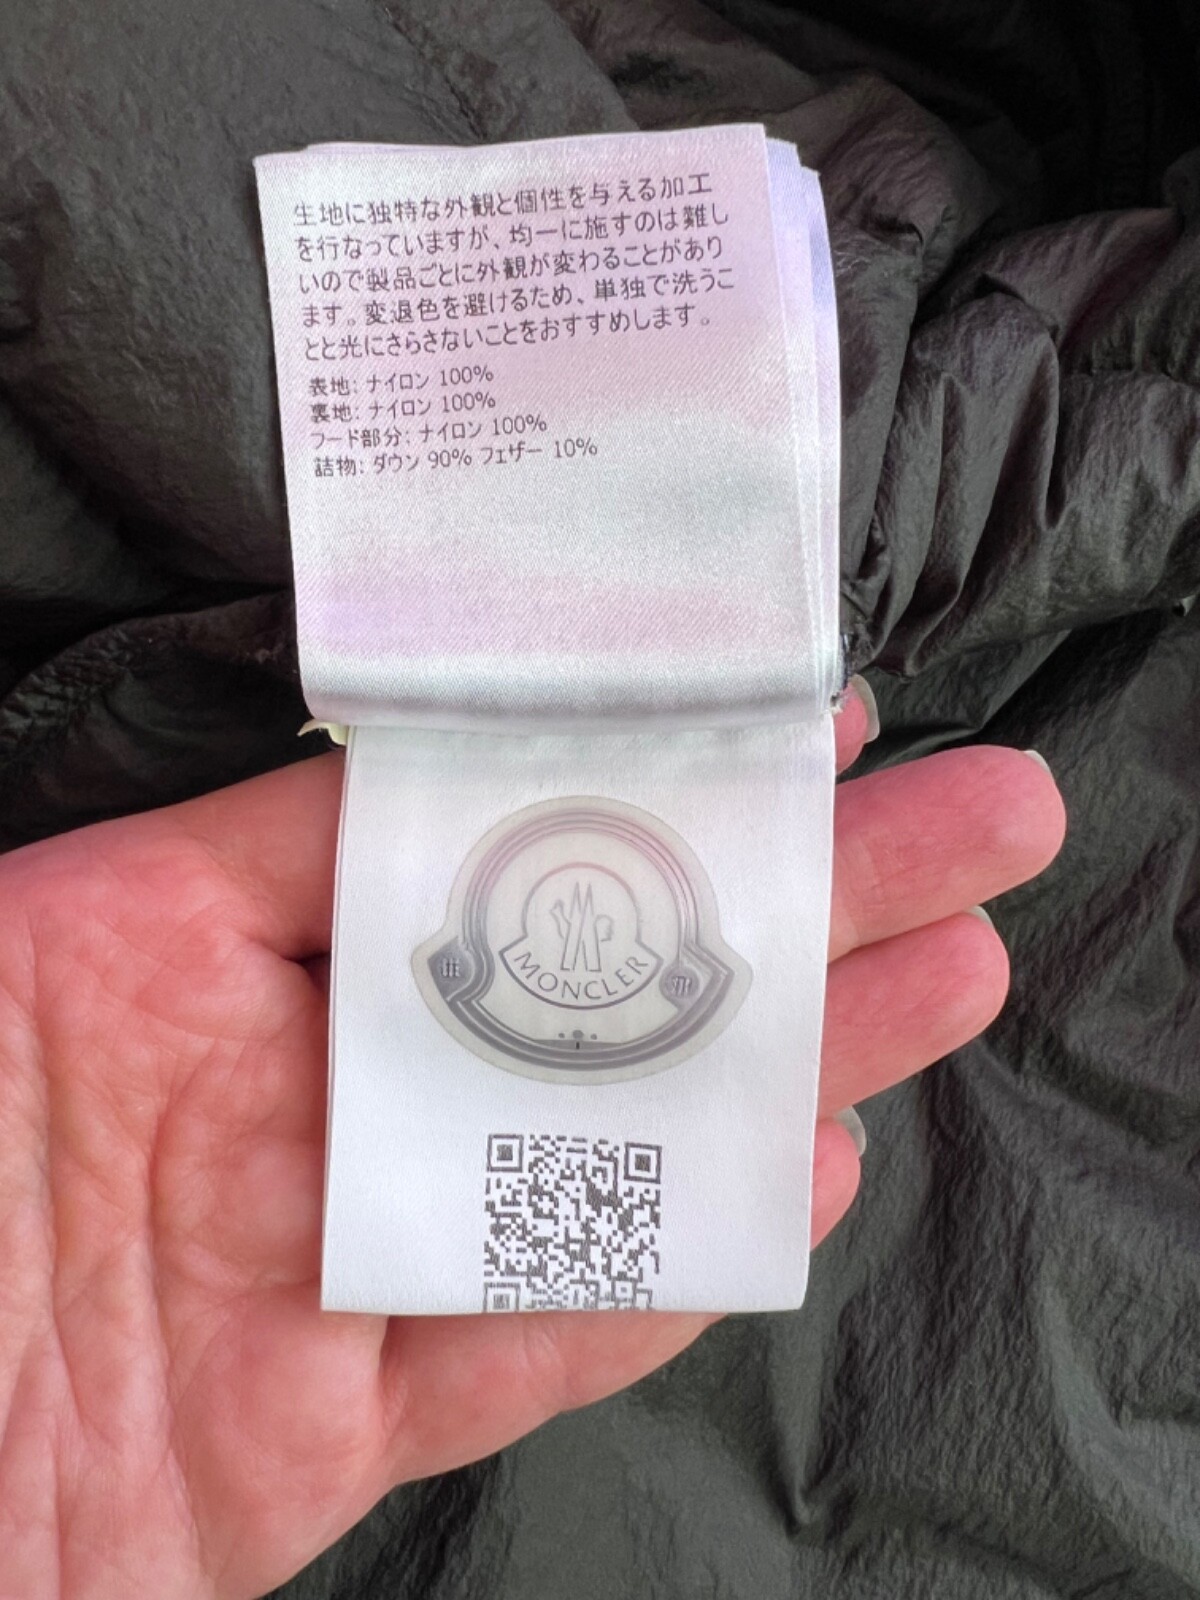 生地に独特な外観と個性を与える加工
を行なっていますが、均一に施すのは難し
いので製品ごとに外観が変わることがあり
ます。変退色を避けるため、単独で洗うこ
とと光にさらさないことをおすすめします。
表地: ナイロン 100%
裏地: ナイロン 100%
フード部分: ナイロン 100%
詰物: ダウン 90% フェザー 10%
MONCLER